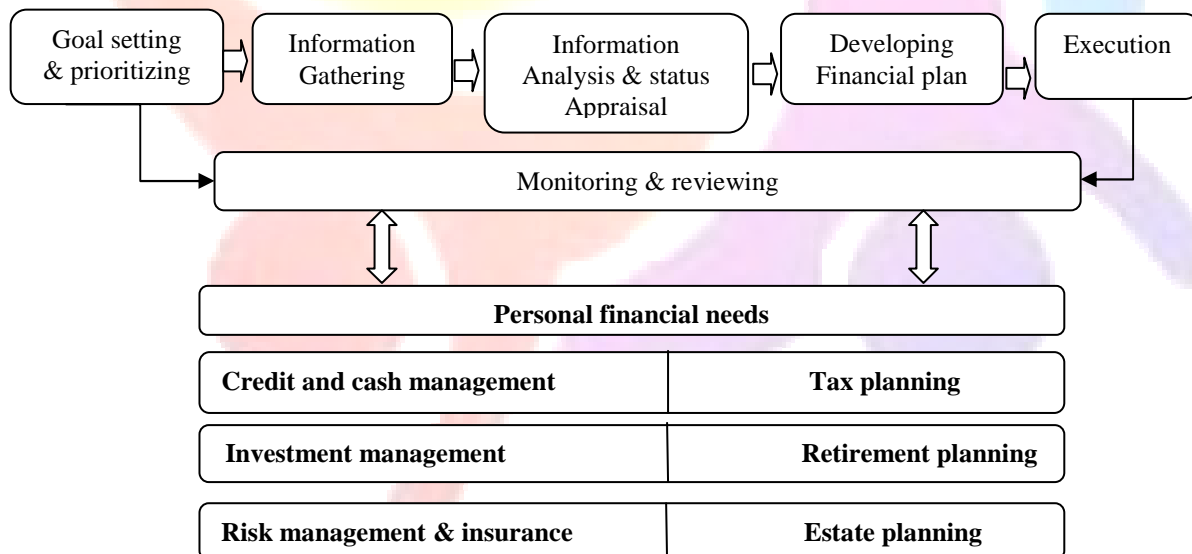 Goal setting
& prioritizing
Information
Gathering
Information
Analysis & status
Appraisal
Developing
Financial plan
Execution
Monitoring & reviewing
Personal financial needs
Credit and cash management
Tax planning
Investment management
Retirement planning
Risk management & insurance
Estate planning